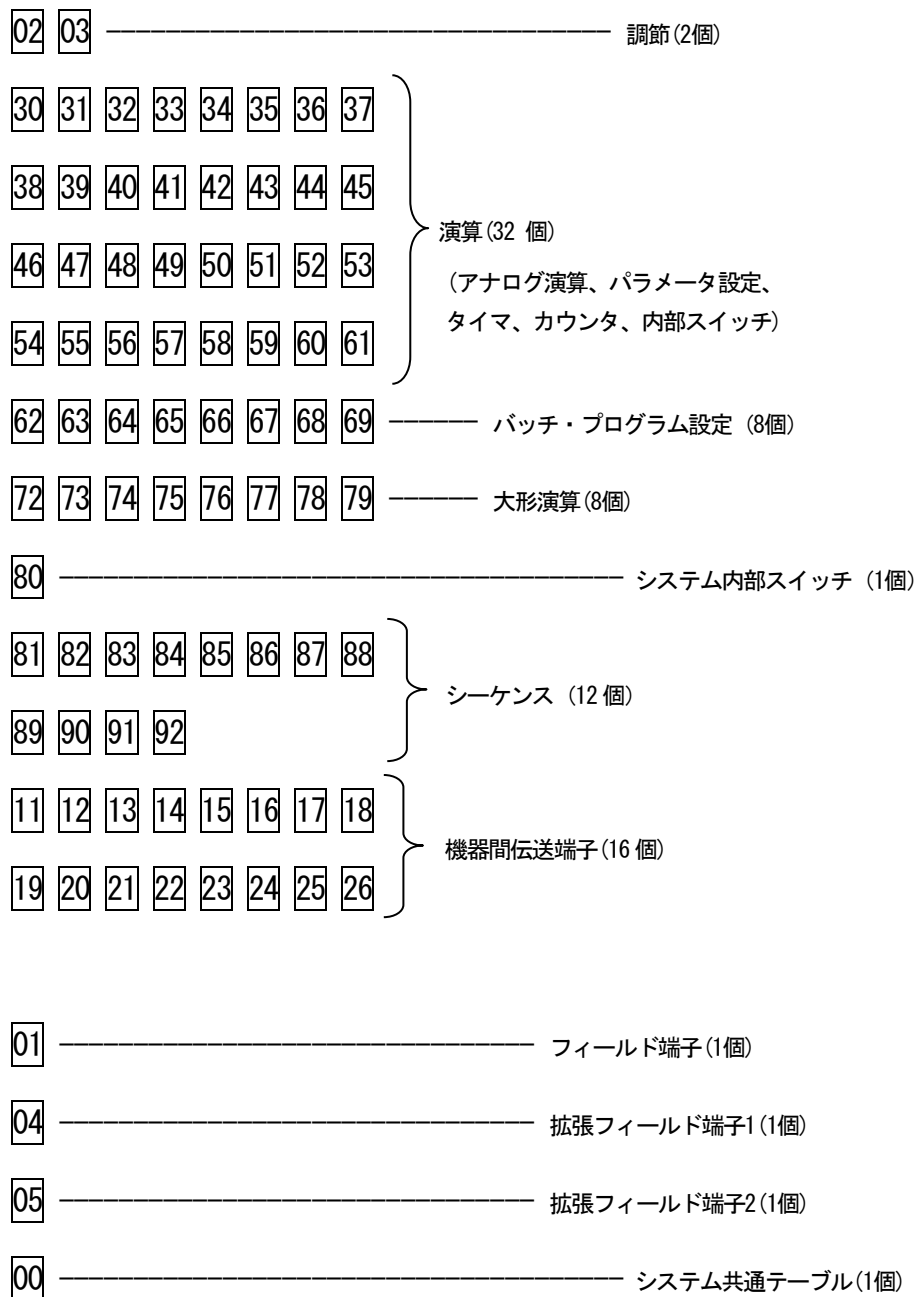 02 03 調節(2個)
30 31 32 33 34 35 36 37
38 39 40 41 42 43 44 45
演算(32 個)
46 47 48 49 50 51 52 53
(アナログ演算、パラメータ設定、
タイマ、カウンタ、内部スイッチ)
54 55 56 57 58 59 60 61
62 63 64 65 66 67 68 69 バッチ・プログラム設定 (8個)
72 73 74 75 76 77 78 79 大形演算(8個)
80 システム内部スイッチ (1個)
81 82 83 84 85 86 87 88
シーケンス (12 個)
89 90 91 92
11 12 13 14 15 16 17 18
機器間伝送端子(16 個)
19 20 21 22 23 24 25 26
01 フィールド端子(1個)
04 拡張フィールド端子1(1個)
05 拡張フィールド端子2(1個)
00 システム共通テーブル(1個)